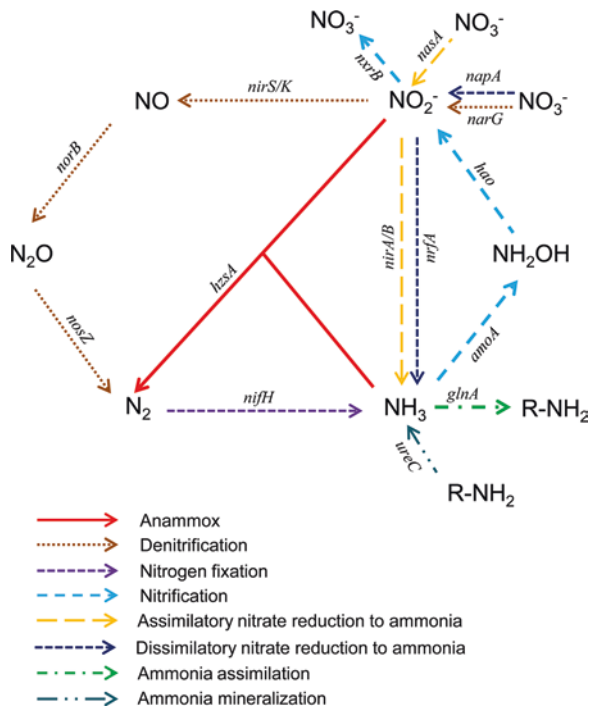 NO₃⁻
nxrB
nasA
NO₃⁻
NO
nirS/K
NO₂⁻
napA
narG
NO₃⁻
norB
hao
N₂O
hzsA
nirA/B
nrfA
NH₂OH
nosZ
amoA
N₂
nifH
NH₃
glnA
R-NH₂
ureC
R-NH₂
Anammox
Denitrification
Nitrogen fixation
Nitrification
Assimilatory nitrate reduction to ammonia
Dissimilatory nitrate reduction to ammonia
Ammonia assimilation
Ammonia mineralization